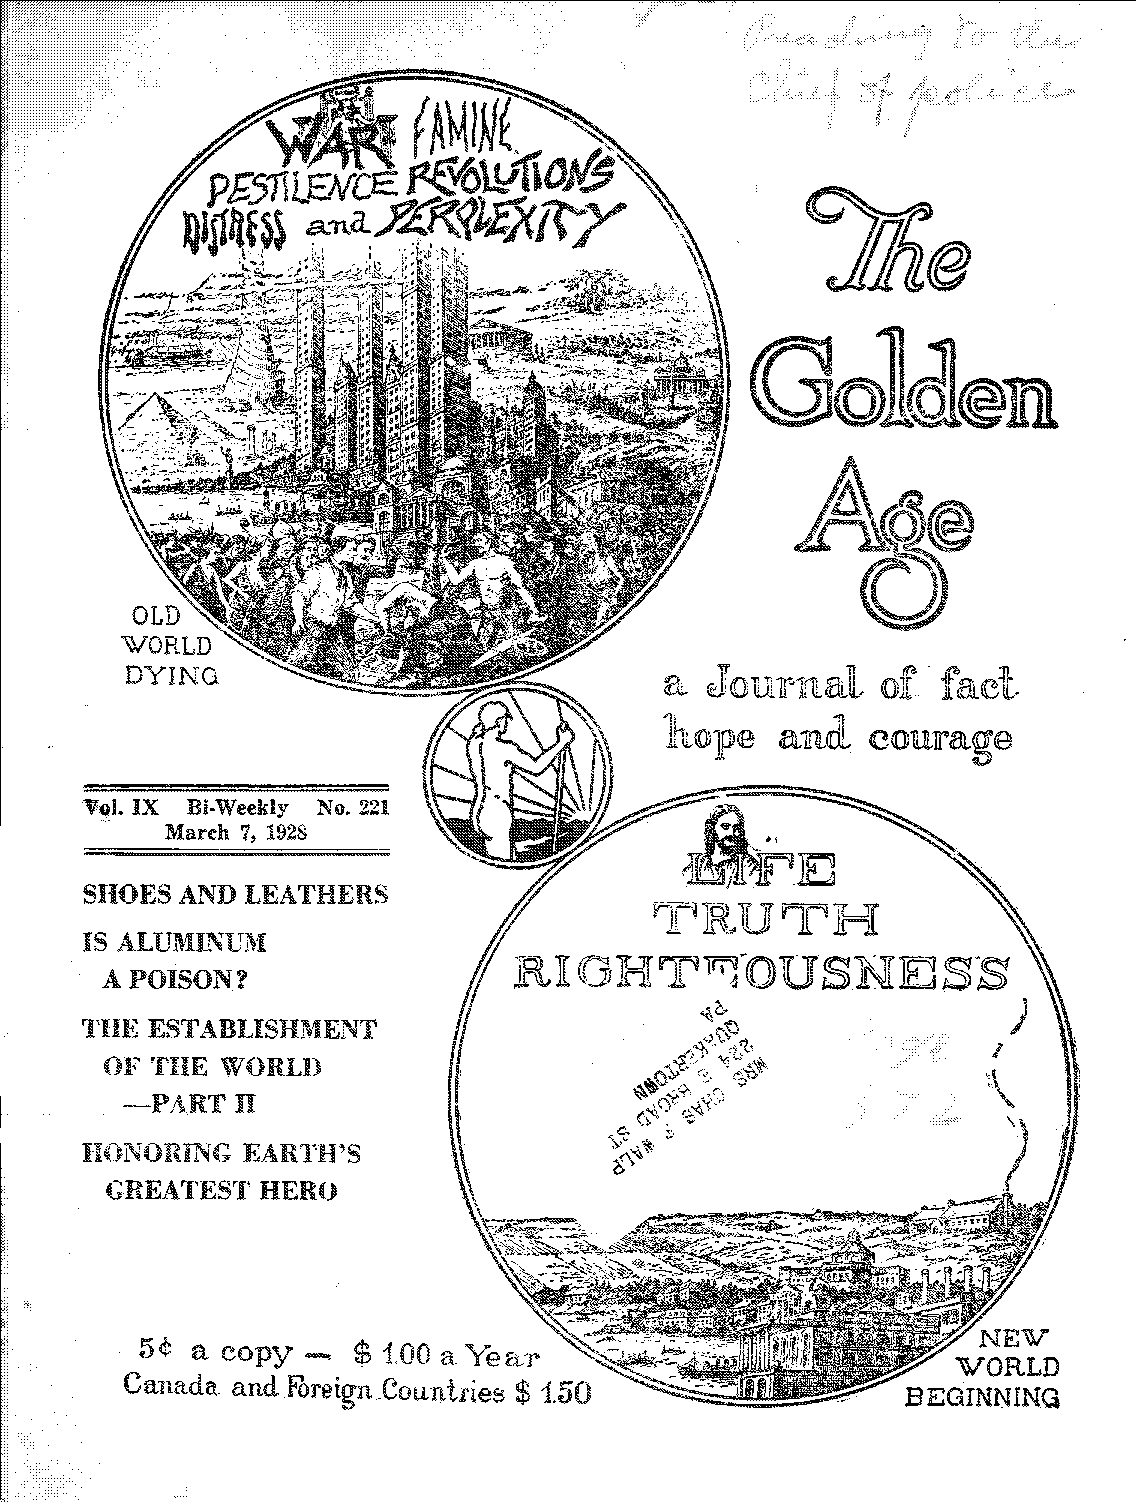 Reading to the
Chief of police
WAR FAMINE
PESTILENCE REVOLUTIONS
DISTRESS and PERPLEXITY
The
Golden
Age
OLD
WORLD
DYING
a Journal of fact
hope and courage
Vol. IX Bi-Weekly No. 221
March 7, 1928
SHOES AND LEATHERS
IS ALUMINUM
A POISON?
THE ESTABLISHMENT
OF THE WORLD
—PART II
HONORING EARTH'S
GREATEST HERO
LIFE
TRUTH
RIGHTEOUSNESS
MRS CHAS F WALP
224 E BROAD ST
QUAKERTOWN
PA
5¢ a copy — $ 1.00 a Year
Canada and Foreign Countries $ 1.50
NEW
WORLD
BEGINNING